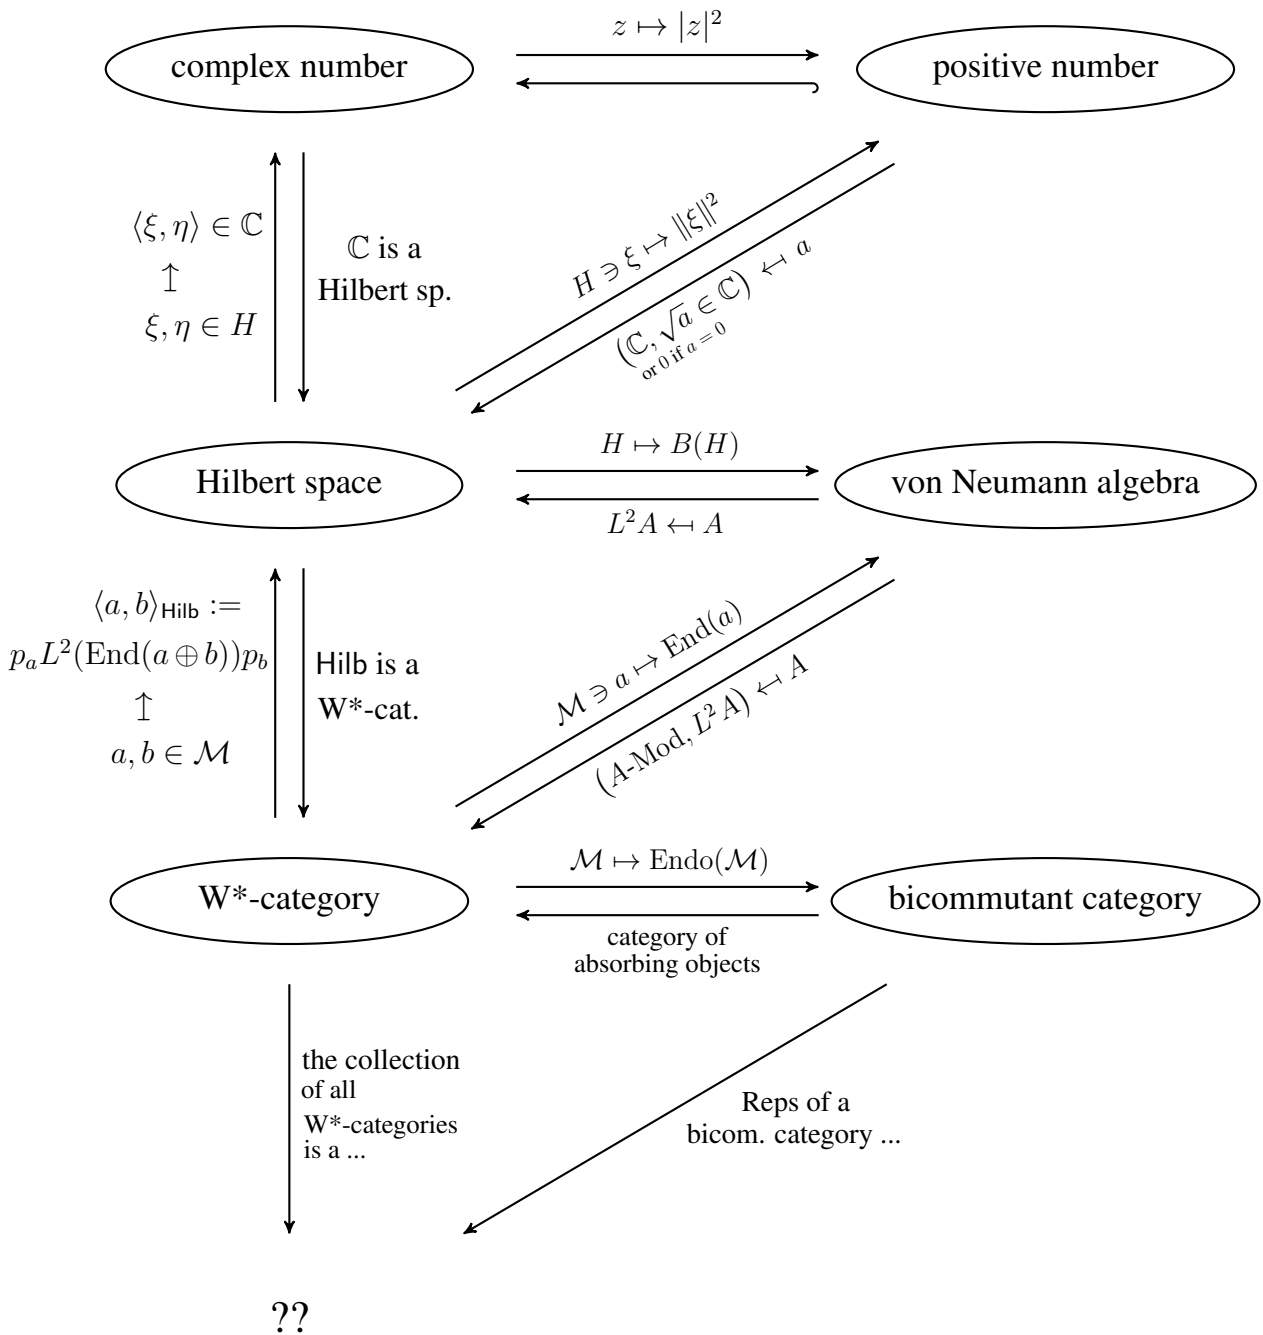 z ↦ |z|²
complex number
positive number
⟨ξ, η⟩ ∈ ℂ
↥
ξ, η ∈ H
ℂ is a
Hilbert sp.
H ∋ ξ ↦ ‖ξ‖²
(ℂ, √a ∈ ℂ) ↤ a
or 0 if a = 0
H ↦ B(H)
Hilbert space
von Neumann algebra
L²A ↤ A
⟨a, b⟩_Hilb :=
p_a L²(End(a ⊕ b))p_b
↥
a, b ∈ ℳ
Hilb is a
W*-cat.
ℳ ∋ a ↦ End(a)
(A-Mod, L²A) ↤ A
ℳ ↦ Endo(ℳ)
W*-category
bicommutant category
category of
absorbing objects
the collection
of all
W*-categories
is a ...
Reps of a
bicom. category ...
??